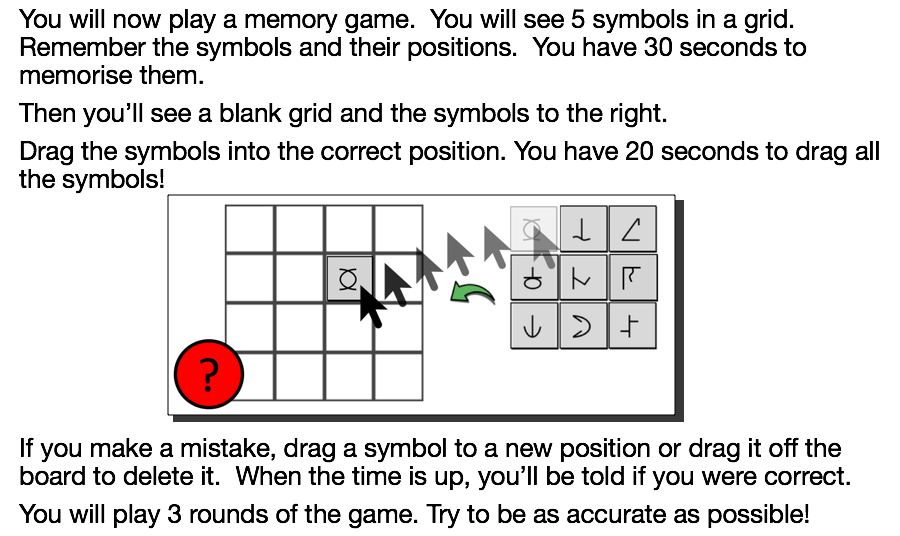 You will now play a memory game.  You will see 5 symbols in a grid.
Remember the symbols and their positions.  You have 30 seconds to
memorise them.
Then you’ll see a blank grid and the symbols to the right.
Drag the symbols into the correct position. You have 20 seconds to drag all
the symbols!
?
If you make a mistake, drag a symbol to a new position or drag it off the
board to delete it.  When the time is up, you’ll be told if you were correct.
You will play 3 rounds of the game. Try to be as accurate as possible!